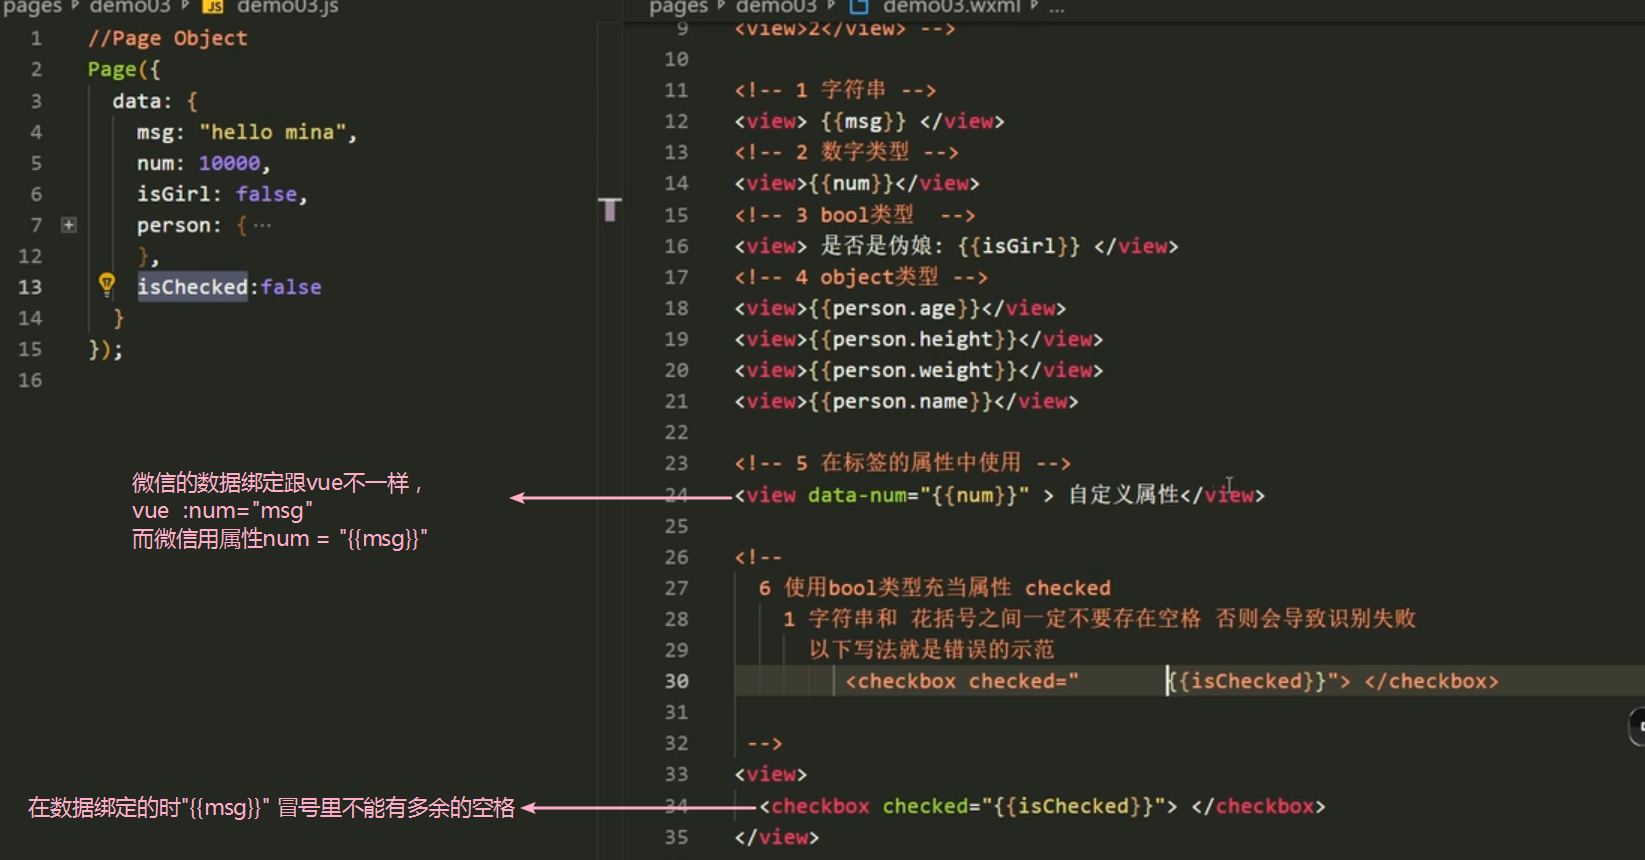 pages ▸ demo03 ▸ JS demo03.js
1 //Page Object
2 Page({
3 data: {
4 msg: "hello mina",
5 num: 10000,
6 isGirl: false,
7 person: { ···
12 },
13 isChecked:false
14 }
15 });
16
微信的数据绑定跟vue不一样，
vue :num="msg"
而微信用属性num = "{{msg}}"
在数据绑定的时"{{msg}}" 冒号里不能有多余的空格
pages ▸ demo03 ▸ demo03.wxml ▸ ...
9 <view>2</view> -->
10
11 <!-- 1 字符串 -->
12 <view> {{msg}} </view>
13 <!-- 2 数字类型 -->
14 <view>{{num}}</view>
15 <!-- 3 bool类型  -->
16 <view> 是否是伪娘: {{isGirl}} </view>
17 <!-- 4 object类型 -->
18 <view>{{person.age}}</view>
19 <view>{{person.height}}</view>
20 <view>{{person.weight}}</view>
21 <view>{{person.name}}</view>
22
23 <!-- 5 在标签的属性中使用 -->
24 <view data-num="{{num}}" > 自定义属性</view>
25
26 <!--
27 6 使用bool类型充当属性 checked
28 1 字符串和 花括号之间一定不要存在空格 否则会导致识别失败
29 以下写法就是错误的示范
30 <checkbox checked="       {{isChecked}}"> </checkbox>
31
32 -->
33 <view>
34 <checkbox checked="{{isChecked}}"> </checkbox>
35 </view>